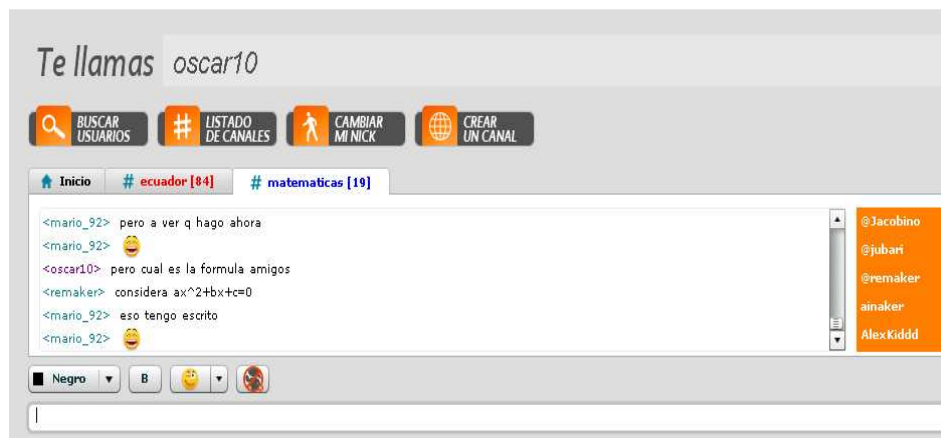 Te llamas oscar10
BUSCAR
USUARIOS
LISTADO
DE CANALES
CAMBIAR
MI NICK
CREAR
UN CANAL
Inicio
# ecuador [84]
# matematicas [19]
<mario_92> pero a ver q hago ahora
<mario_92>
<oscar10> pero cual es la formula amigos
<remaker> considera ax^2+bx+c=0
<mario_92> eso tengo escrito
<mario_92>
@Jacobino
@jubari
@remaker
ainaker
AlexKiddd
Negro
B